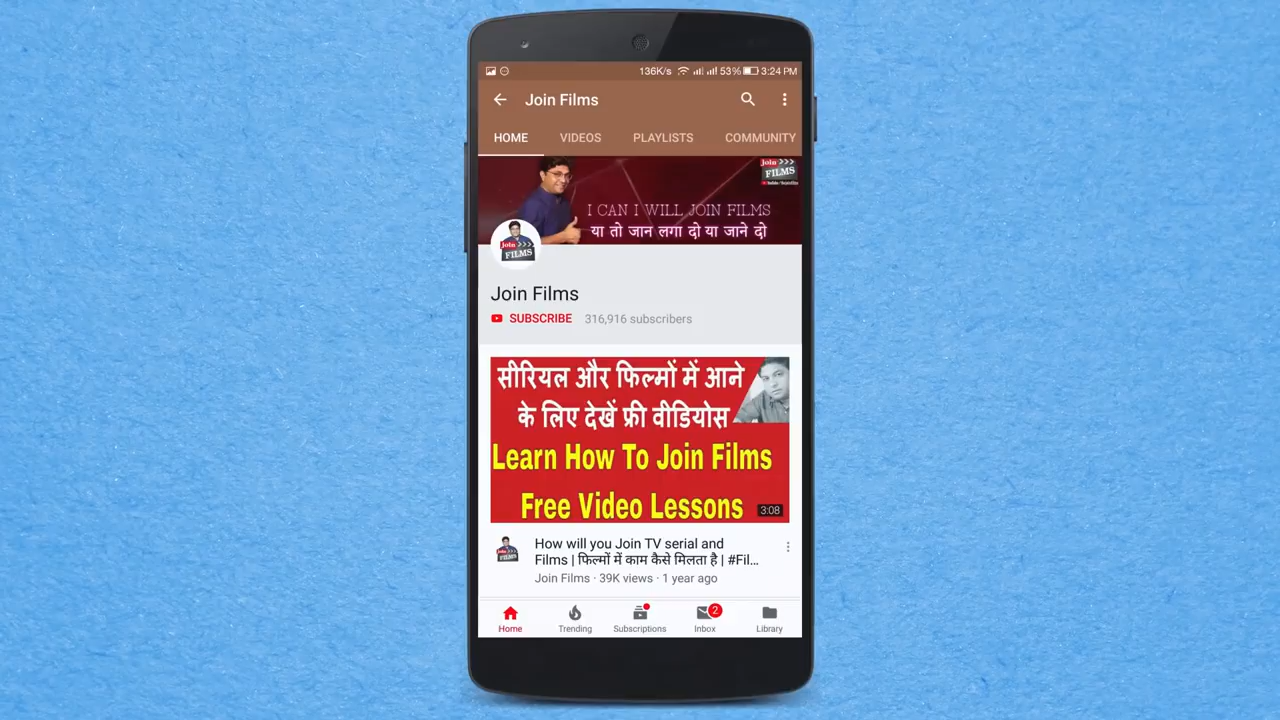 136K/s 53% 3:24 PM
Join Films
HOME VIDEOS PLAYLISTS COMMUNITY
Join
FILMS
I CAN I WILL JOIN FILMS
या तो जान लगा दो या जाने दो
Join
FILMS
Join Films
SUBSCRIBE 316,916 subscribers
सीरियल और फिल्मों में आने
के लिए देखें फ्री वीडियोस
Learn How To Join Films
Free Video Lessons
3:08
How will you Join TV serial and
Films | फिल्मों में काम कैसे मिलता है | #Fil...
Join Films · 39K views · 1 year ago
2
Home Trending Subscriptions Inbox Library